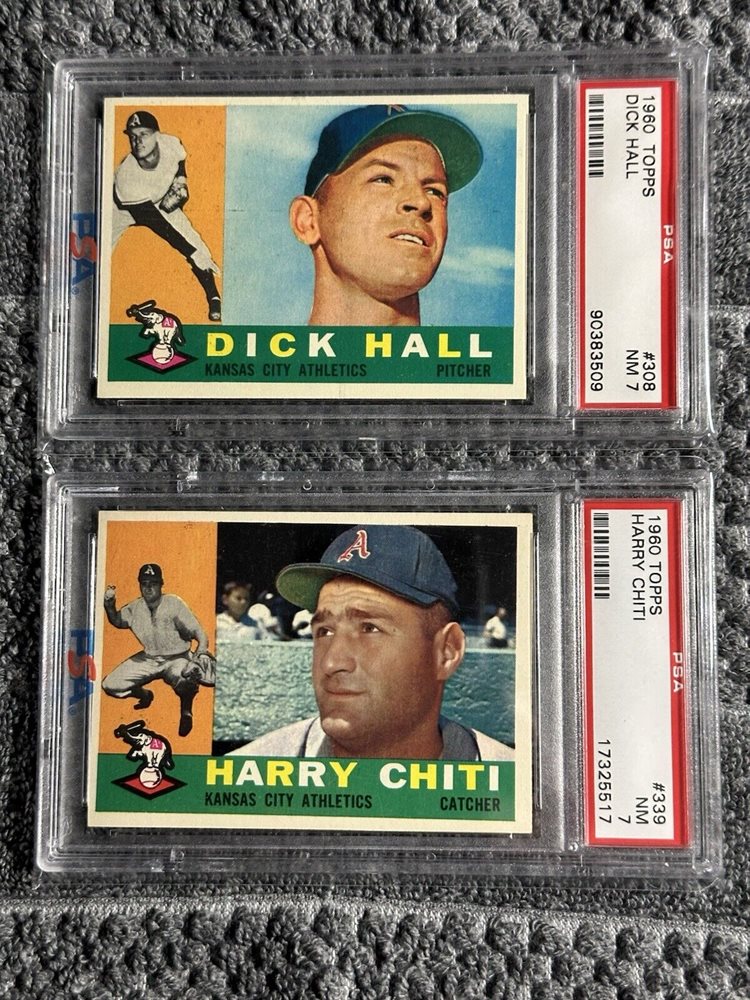 DICK HALL
KANSAS CITY ATHLETICS PITCHER
A
PSA
1960 TOPPS
DICK HALL
PSA
#308
NM 7
90383509
HARRY CHITI
KANSAS CITY ATHLETICS CATCHER
A
A
PSA
1960 TOPPS
HARRY CHITI
PSA
#339
NM
7
17325517